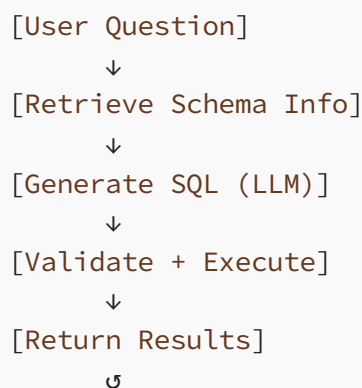 [User Question]
↓
[Retrieve Schema Info]
↓
[Generate SQL (LLM)]
↓
[Validate + Execute]
↓
[Return Results]
↺